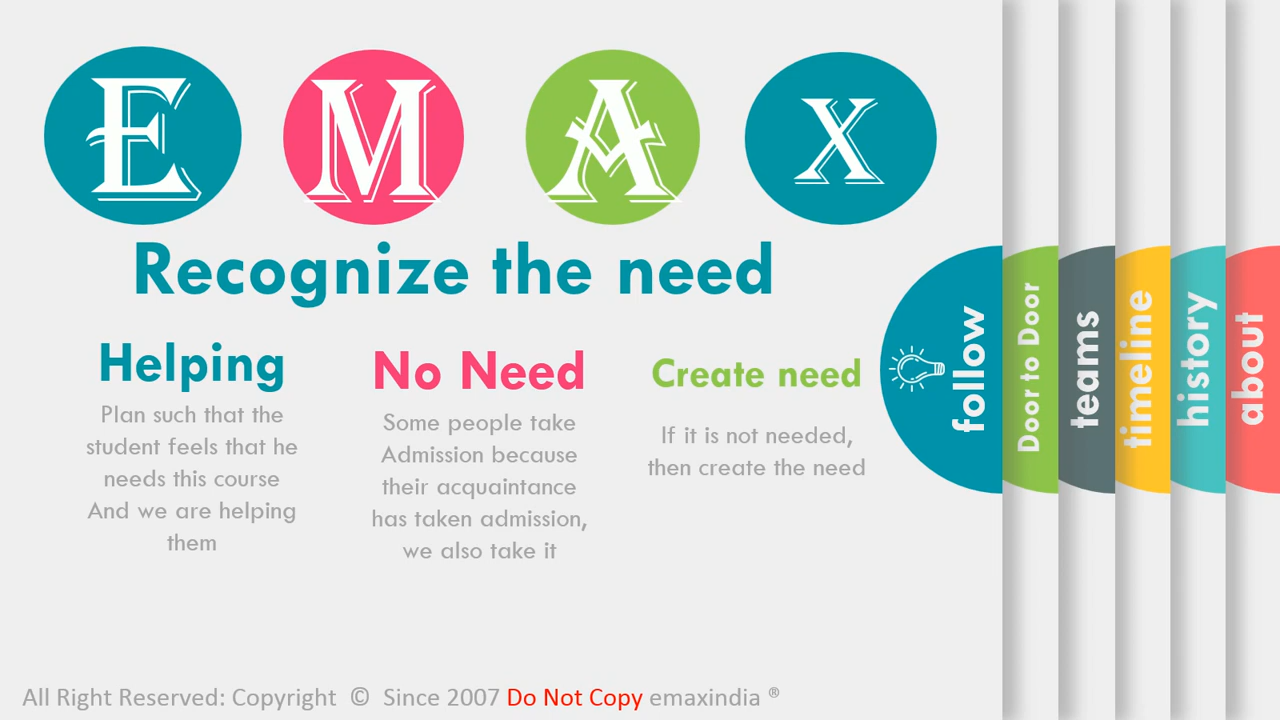 E M A X
Recognize the need
Helping
Plan such that the
student feels that he
needs this course
And we are helping
them
No Need
Some people take
Admission because
their acquaintance
has taken admission,
we also take it
Create need
If it is not needed,
then create the need
follow
Door to Door
teams
timeline
history
about
All Right Reserved: Copyright © Since 2007 Do Not Copy emaxindia ®